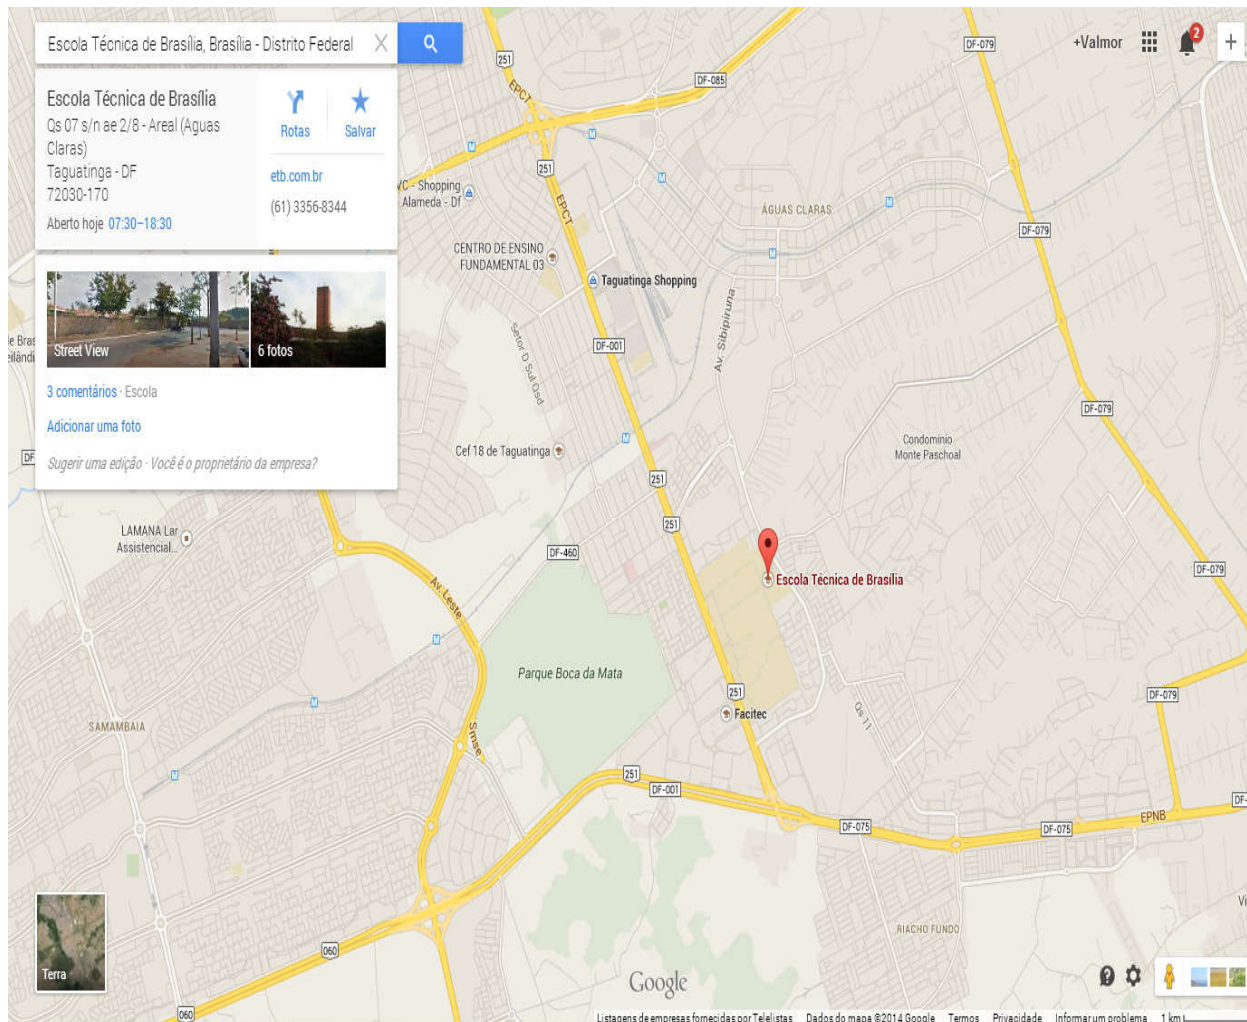 Escola Técnica de Brasília, Brasília - Distrito Federal
+Valmor
2
Escola Técnica de Brasília
Qs 07 s/n ae 2/8 - Areal (Aguas
Claras)
Taguatinga - DF
72030-170
Aberto hoje 07:30–18:30
Rotas
Salvar
etb.com.br
(61) 3356-8344
Street View
6 fotos
3 comentários · Escola
Adicionar uma foto
Sugerir uma edição · Você é o proprietário da empresa?
251
EPCT
DF-085
DF-079
251
EPCT
- Shopping
Alameda - Df
ÁGUAS CLARAS
DF-079
CENTRO DE ENSINO
FUNDAMENTAL 03
Taguatinga Shopping
Av. Sibipiruna
Setor D Sul Qsd
DF-001
DF-079
Condomínio
Monte Paschoal
Cef 18 de Taguatinga
DF
251
251
LAMANA Lar
Assistencial...
DF-460
DF-079
Escola Técnica de Brasília
Av. Leste
Parque Boca da Mata
251
DF-079
Facitec
Qs 11
SAMAMBAIA
Smse
251
DF-001
DF-075
DF-075
EPNB
DF-
RIACHO FUNDO
Vi
060
060
Terra
Google
Listagens de empresas fornecidas por Telelistas Dados do mapa ©2014 Google Termos Privacidade Informar um problema 1 km